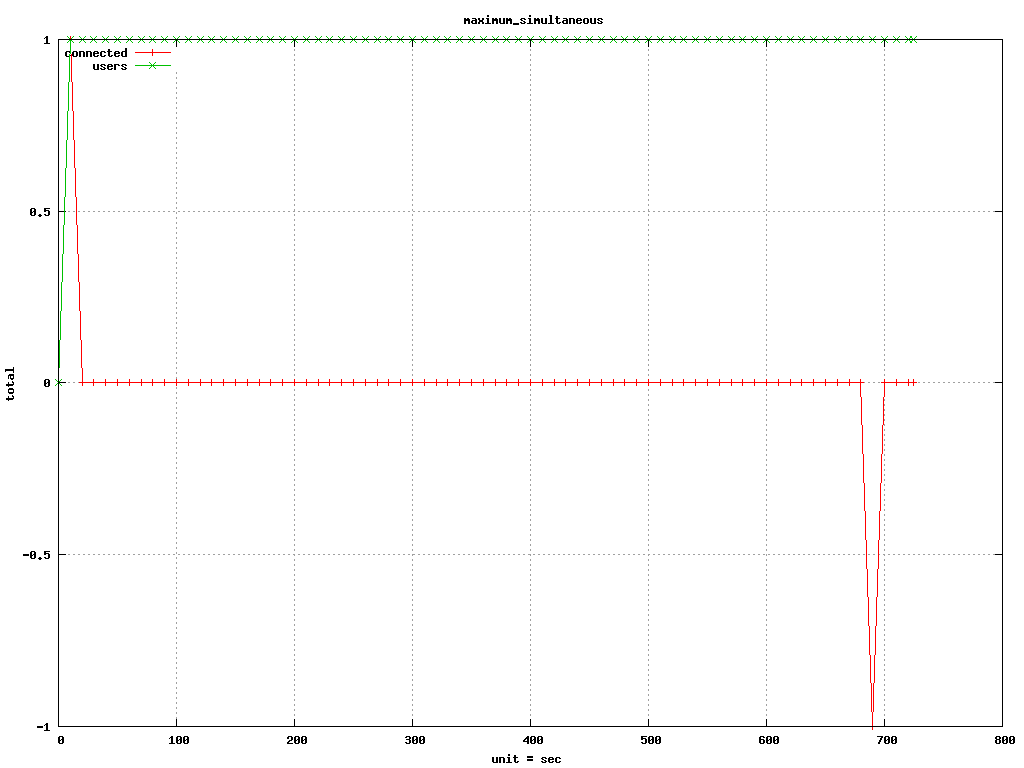 maximum_simultaneous
1
connected
users
0.5
0
total
-0.5
-1
0 100 200 300 400 500 600 700 800
unit = sec